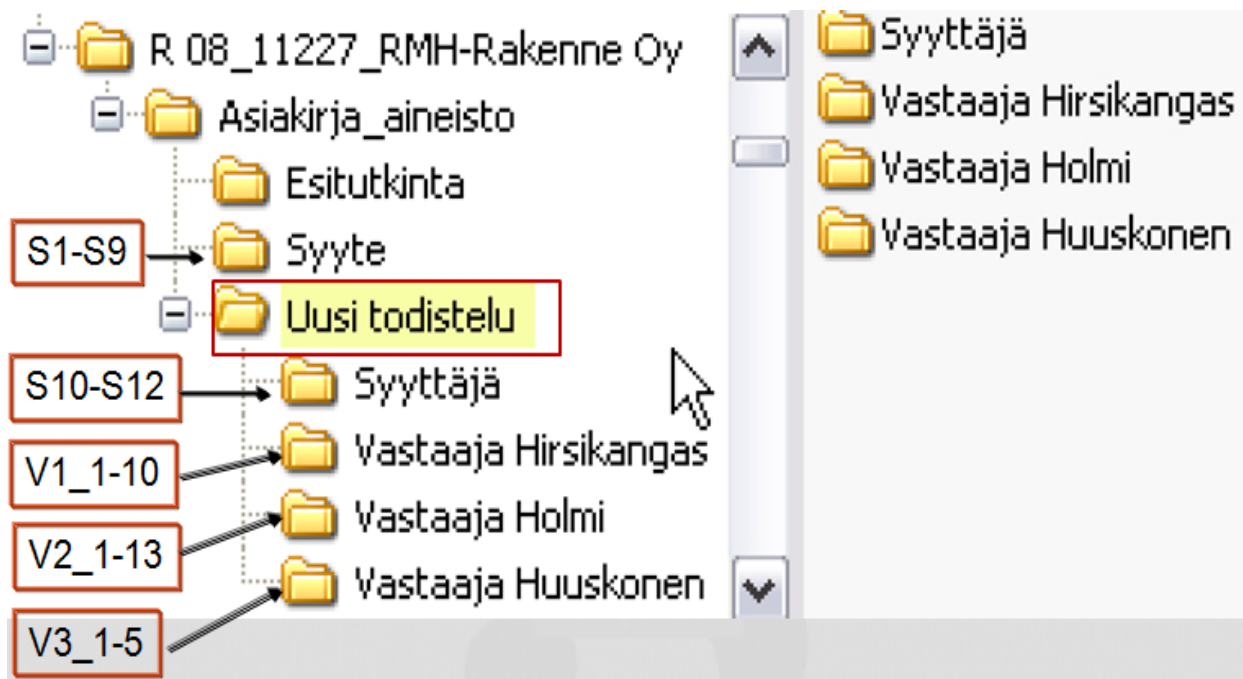 R 08_11227_RMH-Rakenne Oy
Asiakirja_aineisto
Esitutkinta
S1-S9
Syyte
Uusi todistelu
S10-S12
Syyttäjä
V1_1-10
Vastaaja Hirsikangas
V2_1-13
Vastaaja Holmi
V3_1-5
Vastaaja Huuskonen
Syyttäjä
Vastaaja Hirsikangas
Vastaaja Holmi
Vastaaja Huuskonen